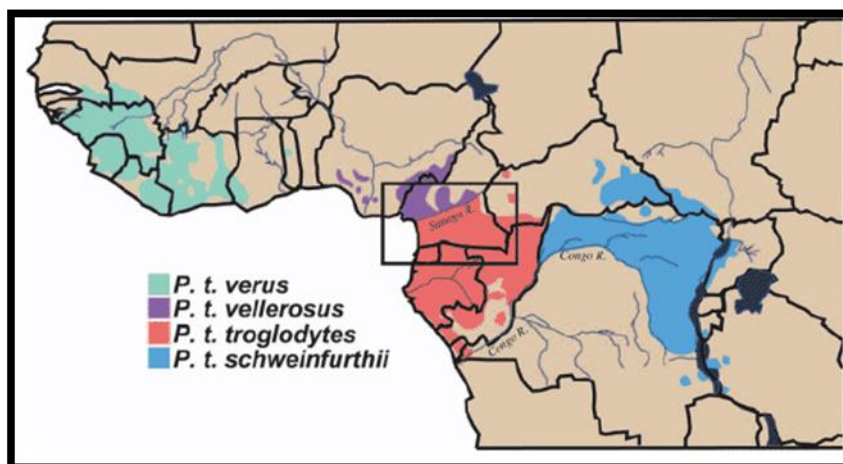 Sanaga R.
Congo R.
Congo R.
P. t. verus
P. t. vellerosus
P. t. troglodytes
P. t. schweinfurthii